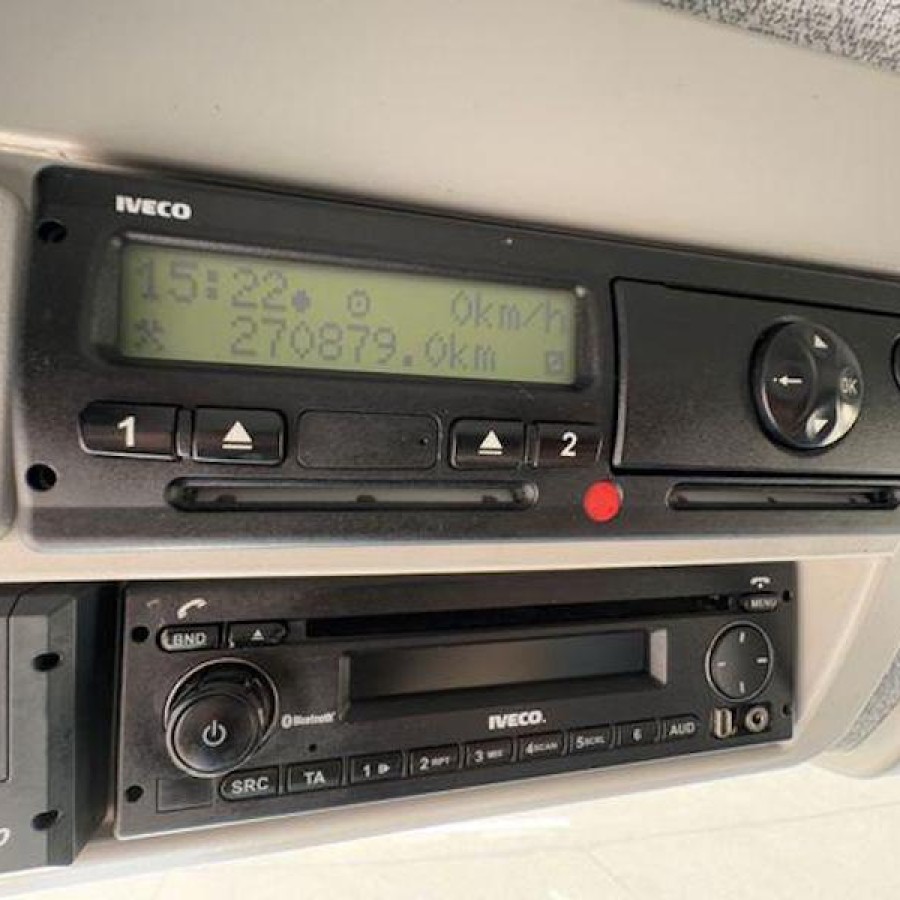 IVECO
15:22 0km/h
270879.0km
1 2
OK
BND MENU
Bluetooth
IVECO.
SRC TA 1 2 RPT 3 MIX 4 SCAN 5 SCRL 6 AUD